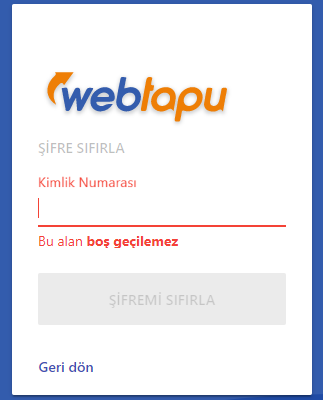 webtapu
ŞİFRE SIFIRLA
Kimlik Numarası
Bu alan boş geçilemez
ŞİFREMİ SIFIRLA
Geri dön